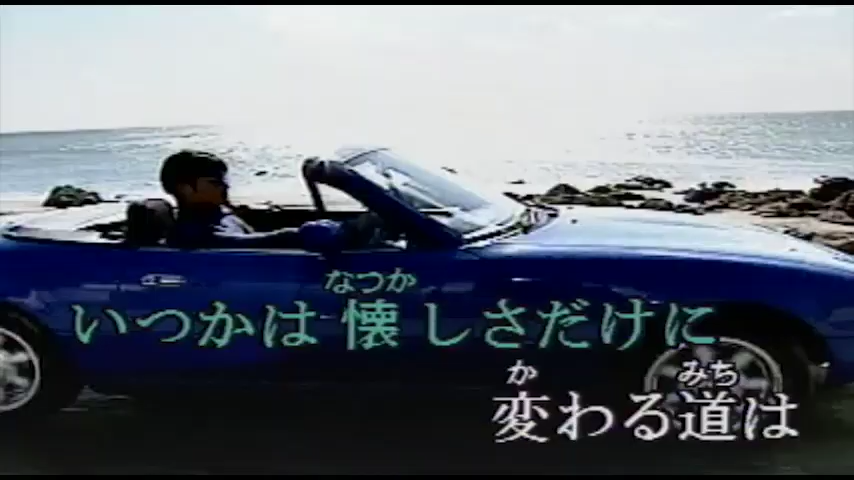 なつか
いつかは懐しさだけに
か みち
変わる道は